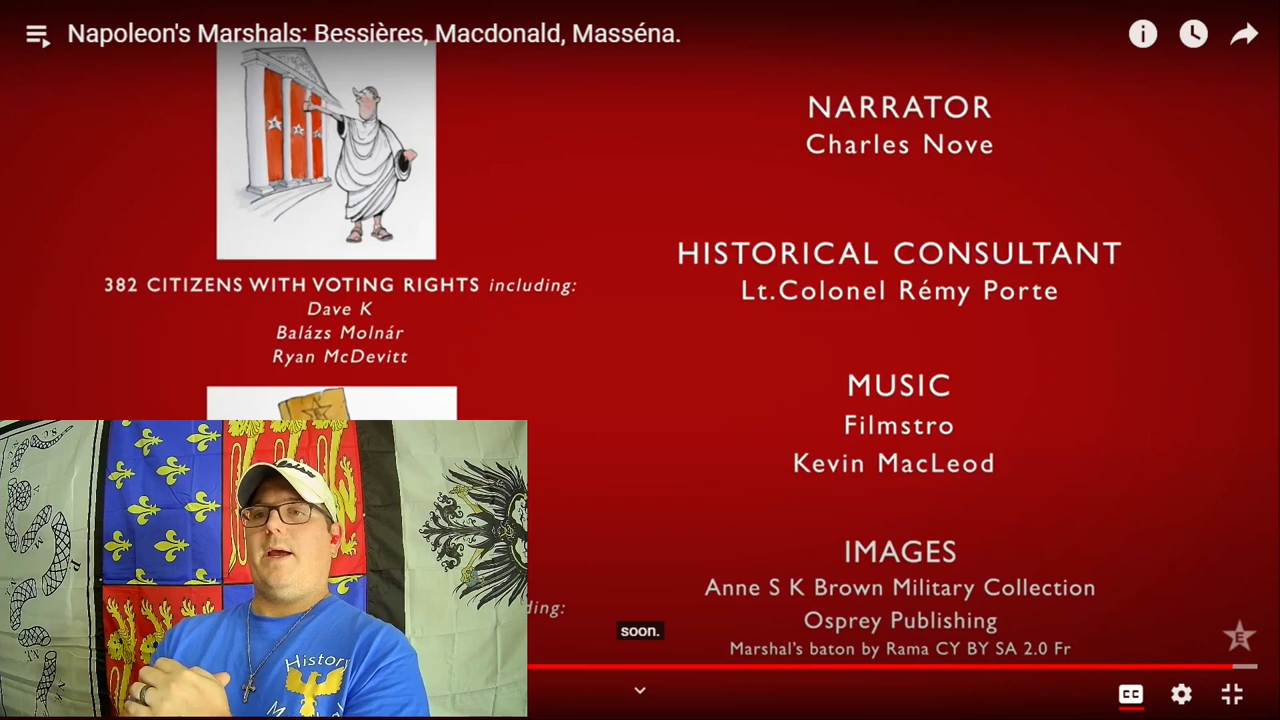 Napoleon's Marshals: Bessières, Macdonald, Masséna.
382 CITIZENS WITH VOTING RIGHTS including:
Dave K
Balázs Molnár
Ryan McDevitt
NARRATOR
Charles Nove
HISTORICAL CONSULTANT
Lt.Colonel Rémy Porte
MUSIC
Filmstro
Kevin MacLeod
IMAGES
Anne S K Brown Military Collection
Osprey Publishing
Marshal's baton by Rama CY BY SA 2.0 Fr
soon.
E
CC
History